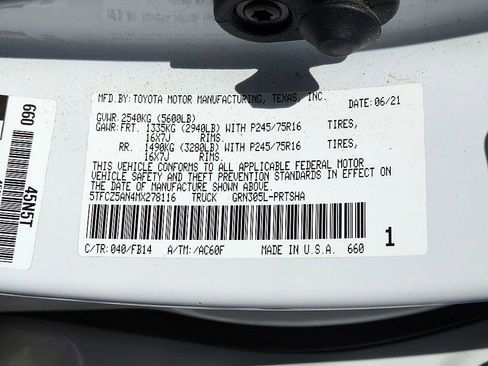 MFD.BY:TOYOTA MOTOR MANUFACTURING, TEXAS, INC.
DATE:06/21
GVWR:2540KG (5600LB)
GAWR:FRT. 1335KG (2940LB) WITH P245/75R16 TIRES,
16X7J RIMS.
RR. 1490KG (3280LB) WITH P245/75R16 TIRES,
16X7J RIMS.
THIS VEHICLE CONFORMS TO ALL APPLICABLE FEDERAL MOTOR
VEHICLE SAFETY AND THEFT PREVENTION STANDARDS IN EFFECT ON
THE DATE OF MANUFACTURE SHOWN ABOVE.
5TFCZ5AN4MX278116 TRUCK GRN305L-PRTSHA
C/TR:040/FB14 A/TM:/AC60F MADE IN U.S.A. 660
1
660
45N5T